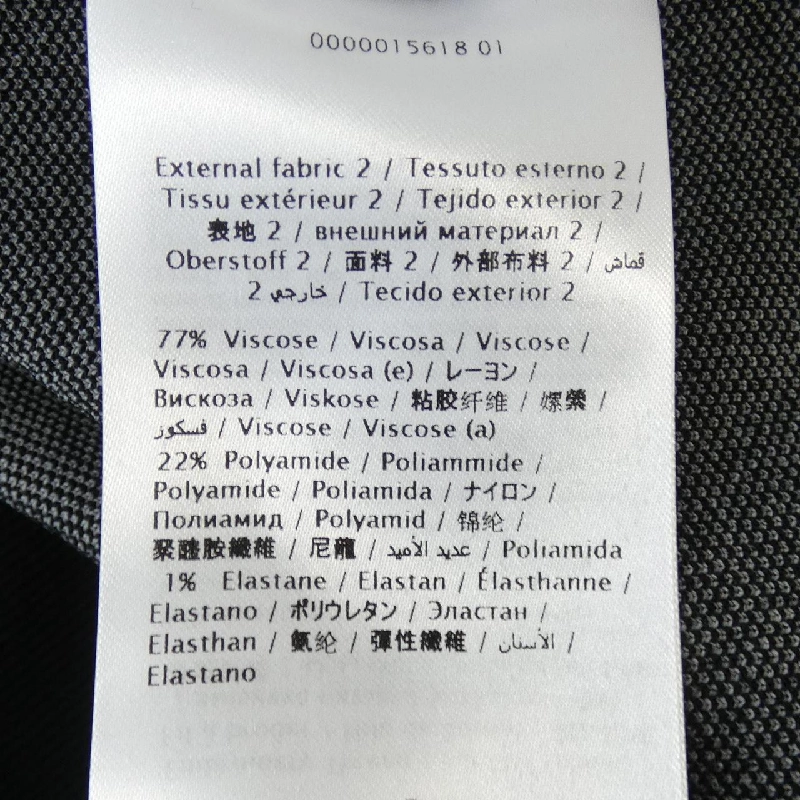 0000015618 01
External fabric 2 / Tessuto esterno 2 /
Tissu extérieur 2 / Tejido exterior 2 /
表地 2 / внешний материал 2 /
Oberstoff 2 / 面料 2 / 外部布料 2 / قماش
خارجي 2 / Tecido exterior 2
77% Viscose / Viscosa / Viscose /
Viscosa / Viscosa (e) / レーヨン /
Вискоза / Viskose / 粘胶纤维 / 嫘縈 /
فسكوز / Viscose / Viscose (a)
22% Polyamide / Poliammide /
Polyamide / Poliamida / ナイロン /
Полиамид / Polyamid / 锦纶 /
聚醯胺纖維 / 尼龍 / عديد الأميد / Poliamida
1% Elastane / Elastan / Élasthanne /
Elastano / ポリウレタン / Эластан /
Elasthan / 氨纶 / 彈性纖維 / الأستان /
Elastano